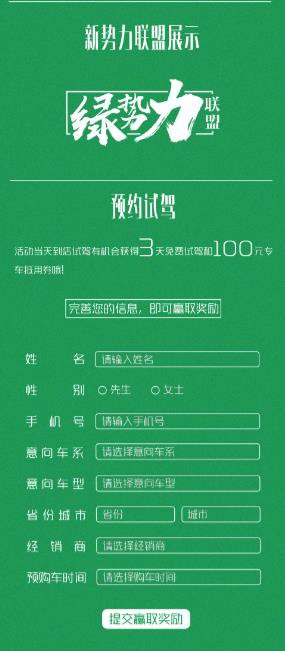 新势力联盟展示
绿势力联盟
预约试驾
活动当天到店试驾有机会获得3天免费试驾和100元专
车抵用券哦!
完善您的信息，即可赢取奖励
姓 名 请输入姓名
性 别 先生 女士
手 机 号 请输入手机号
意向车系 请选择意向车系
意向车型 请选择意向车型
省份城市 省份 城市
经 销 商 请选择经销商
预购车时间 请选择购车时间
提交赢取奖励